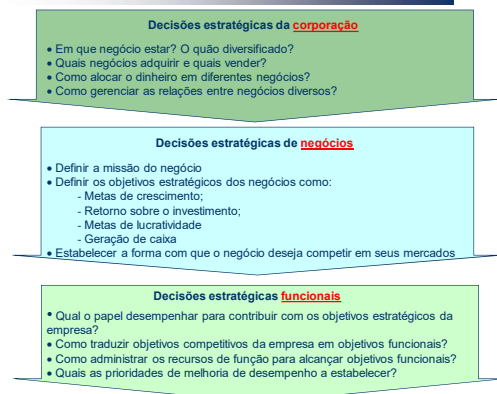 Decisões estratégicas da corporação
• Em que negócio estar? O quão diversificado?
• Quais negócios adquirir e quais vender?
• Como alocar o dinheiro em diferentes negócios?
• Como gerenciar as relações entre negócios diversos?
Decisões estratégicas de negócios
• Definir a missão do negócio
• Definir os objetivos estratégicos dos negócios como:
- Metas de crescimento;
- Retorno sobre o investimento;
- Metas de lucratividade
- Geração de caixa
• Estabelecer a forma com que o negócio deseja competir em seus mercados
Decisões estratégicas funcionais
• Qual o papel desempenhar para contribuir com os objetivos estratégicos da
empresa?
• Como traduzir objetivos competitivos da empresa em objetivos funcionais?
• Como administrar os recursos de função para alcançar objetivos funcionais?
• Quais as prioridades de melhoria de desempenho a estabelecer?